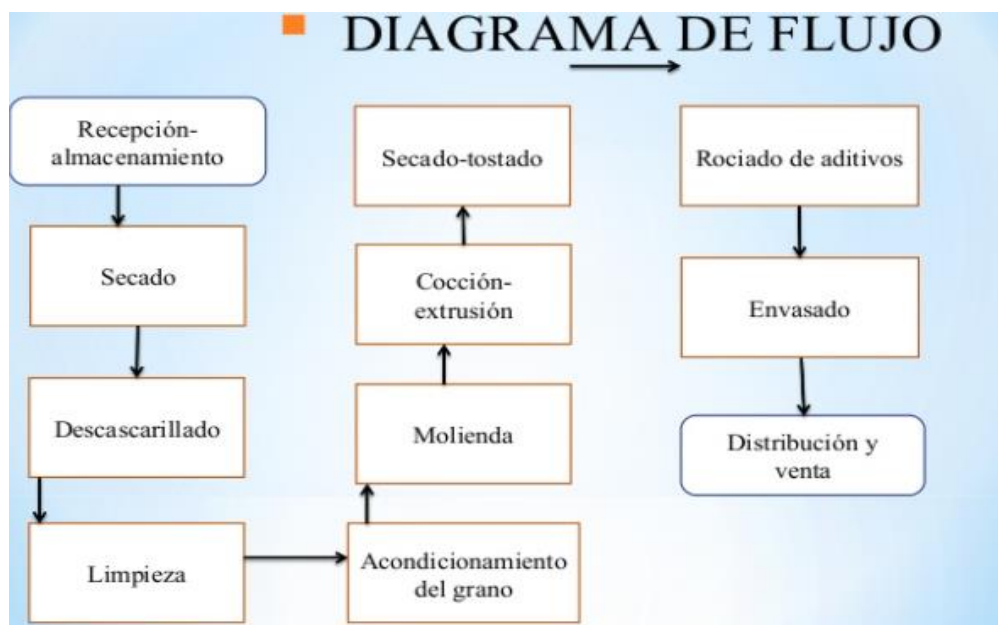 DIAGRAMA DE FLUJO
Recepción-
almacenamiento
Secado
Descascarillado
Limpieza
Acondicionamiento
del grano
Molienda
Cocción-
extrusión
Secado-tostado
Rociado de aditivos
Envasado
Distribución y
venta